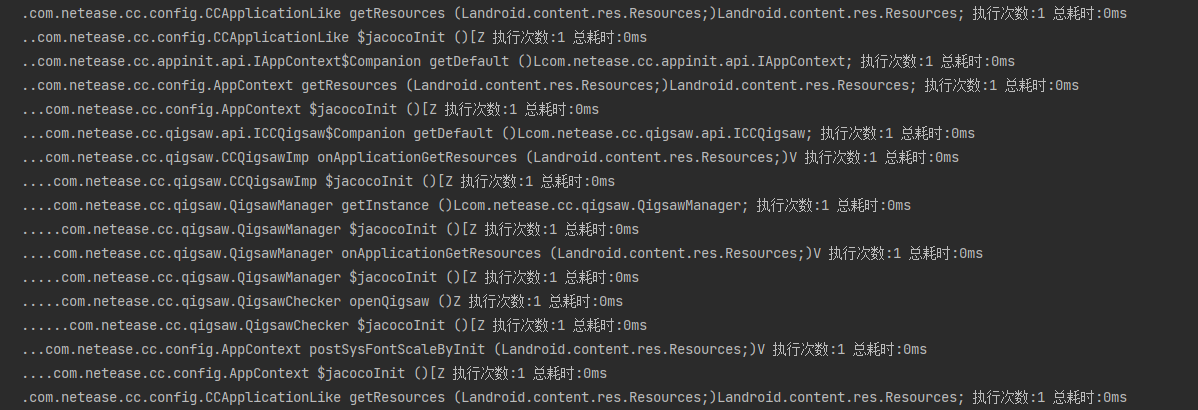 .com.netease.cc.config.CCApplicationLike getResources (Landroid.content.res.Resources;)Landroid.content.res.Resources; 执行次数:1 总耗时:0ms
..com.netease.cc.config.CCApplicationLike $jacocoInit ()[Z 执行次数:1 总耗时:0ms
..com.netease.cc.appinit.api.IAppContext$Companion getDefault ()Lcom.netease.cc.appinit.api.IAppContext; 执行次数:1 总耗时:0ms
..com.netease.cc.config.AppContext getResources (Landroid.content.res.Resources;)Landroid.content.res.Resources; 执行次数:1 总耗时:0ms
...com.netease.cc.config.AppContext $jacocoInit ()[Z 执行次数:1 总耗时:0ms
...com.netease.cc.qigsaw.api.ICCQigsaw$Companion getDefault ()Lcom.netease.cc.qigsaw.api.ICCQigsaw; 执行次数:1 总耗时:0ms
...com.netease.cc.qigsaw.CCQigsawImp onApplicationGetResources (Landroid.content.res.Resources;)V 执行次数:1 总耗时:0ms
....com.netease.cc.qigsaw.CCQigsawImp $jacocoInit ()[Z 执行次数:1 总耗时:0ms
....com.netease.cc.qigsaw.QigsawManager getInstance ()Lcom.netease.cc.qigsaw.QigsawManager; 执行次数:1 总耗时:0ms
.....com.netease.cc.qigsaw.QigsawManager $jacocoInit ()[Z 执行次数:1 总耗时:0ms
....com.netease.cc.qigsaw.QigsawManager onApplicationGetResources (Landroid.content.res.Resources;)V 执行次数:1 总耗时:0ms
.....com.netease.cc.qigsaw.QigsawManager $jacocoInit ()[Z 执行次数:1 总耗时:0ms
.....com.netease.cc.qigsaw.QigsawChecker openQigsaw ()Z 执行次数:1 总耗时:0ms
......com.netease.cc.qigsaw.QigsawChecker $jacocoInit ()[Z 执行次数:1 总耗时:0ms
...com.netease.cc.config.AppContext postSysFontScaleByInit (Landroid.content.res.Resources;)V 执行次数:1 总耗时:0ms
....com.netease.cc.config.AppContext $jacocoInit ()[Z 执行次数:1 总耗时:0ms
.com.netease.cc.config.CCApplicationLike getResources (Landroid.content.res.Resources;)Landroid.content.res.Resources; 执行次数:1 总耗时:0ms